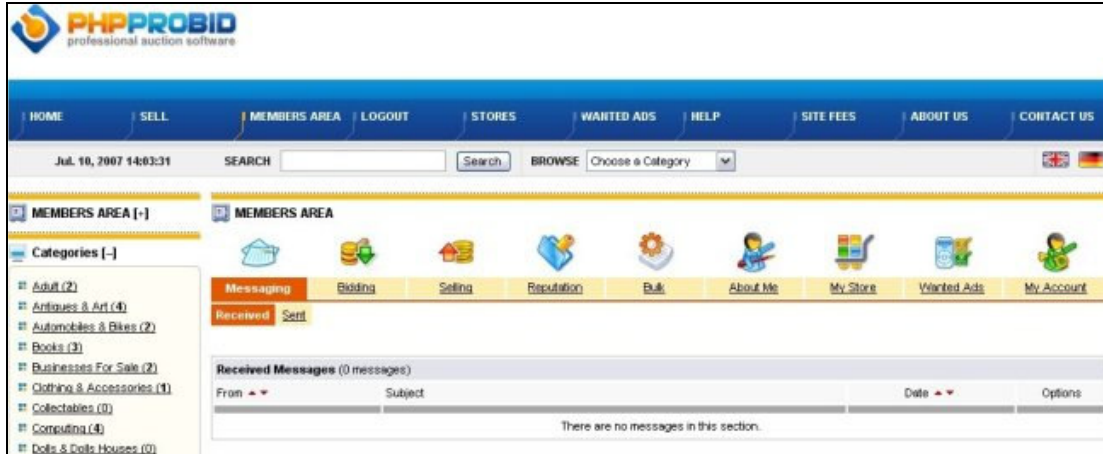 PHPPROBID
professional auction software
HOME SELL MEMBERS AREA LOGOUT STORES WANTED ADS HELP SITE FEES ABOUT US CONTACT US
Jul. 10, 2007 14:03:31 SEARCH Search BROWSE Choose a Category
MEMBERS AREA [+]
Categories [-]
Adult (2)
Antiques & Art (4)
Automobiles & Bikes (2)
Books (3)
Businesses For Sale (2)
Clothing & Accessories (1)
Collectables (0)
Computing (4)
Dolls & Dolls Houses (0)
MEMBERS AREA
Messaging Bidding Selling Reputation Bulk About Me My Store Wanted Ads My Account
Received Sent
Received Messages (0 messages)
From Subject Date Options
There are no messages in this section.